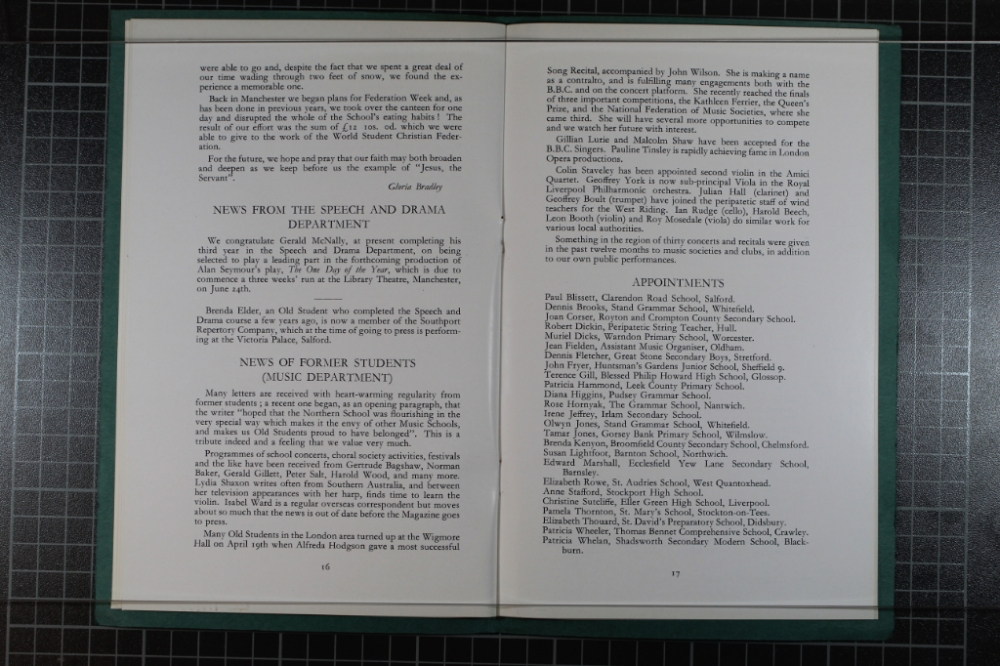 were able to go and, despite the fact that we spent a great deal of
our time wading through two feet of snow, we found the ex-
perience a memorable one.
Back in Manchester we began plans for Federation Week and, as
has been done in previous years, we took over the canteen for one
day and disrupted the whole of the School's eating habits! The
result of our effort was the sum of £12 10s. 0d. which we were
able to give to the work of the World Student Christian Feder-
ation.
For the future, we hope and pray that our faith may both broaden
and deepen as we keep before us the example of "Jesus, the
Servant".
Gloria Bradley
NEWS FROM THE SPEECH AND DRAMA
DEPARTMENT
We congratulate Gerald McNally, at present completing his
third year in the Speech and Drama Department, on being
selected to play a leading part in the forthcoming production of
Alan Seymour's play, The One Day of the Year, which is due to
commence a three weeks' run at the Library Theatre, Manchester,
on June 24th.
Brenda Elder, an Old Student who completed the Speech and
Drama course a few years ago, is now a member of the Southport
Repertory Company, which at the time of going to press is perform-
ing at the Victoria Palace, Salford.
NEWS OF FORMER STUDENTS
(MUSIC DEPARTMENT)
Many letters are received with heart-warming regularity from
former students; a recent one began, as an opening paragraph, that
the writer "hoped that the Northern School was flourishing in the
very special way which makes it the envy of other Music Schools,
and makes us Old Students proud to have belonged". This is a
tribute indeed and a feeling that we value very much.
Programmes of school concerts, choral society activities, festivals
and the like have been received from Gertrude Bagshaw, Norman
Baker, Gerald Gillett, Peter Salt, Harold Wood, and many more.
Lydia Shaxon writes often from Southern Australia, and between
her television appearances with her harp, finds time to learn the
violin. Isabel Ward is a regular overseas correspondent but moves
about so much that the news is out of date before the Magazine goes
to press.
Many Old Students in the London area turned up at the Wigmore
Hall on April 19th when Alfreda Hodgson gave a most successful
16
Song Recital, accompanied by John Wilson. She is making a name
as a contralto, and is fulfilling many engagements both with the
B.B.C. and on the concert platform. She recently reached the finals
of three important competitions, the Kathleen Ferrier, the Queen's
Prize, and the National Federation of Music Societies, where she
came third. She will have several more opportunities to compete
and we watch her future with interest.
Gillian Lurie and Malcolm Shaw have been accepted for the
B.B.C. Singers. Pauline Tinsley is rapidly achieving fame in London
Opera productions.
Colin Staveley has been appointed second violin in the Amici
Quartet. Geoffrey York is now sub-principal Viola in the Royal
Liverpool Philharmonic orchestra. Julian Hall (clarinet) and
Geoffrey Boult (trumpet) have joined the peripatetic staff of wind
teachers for the West Riding. Ian Rudge (cello), Harold Beech,
Leon Booth (violin) and Roy Mosedale (viola) do similar work for
various local authorities.
Something in the region of thirty concerts and recitals were given
in the past twelve months to music societies and clubs, in addition
to our own public performances.
APPOINTMENTS
Paul Blissett, Clarendon Road School, Salford.
Dennis Brooks, Stand Grammar School, Whitefield.
Joan Corser, Royton and Crompton County Secondary School.
Robert Dickin, Peripatetic String Teacher, Hull.
Muriel Dicks, Warndon Primary School, Worcester.
Jean Fielden, Assistant Music Organiser, Oldham.
Dennis Fletcher, Great Stone Secondary Boys, Stretford.
John Fryer, Huntsman's Gardens Junior School, Sheffield 9.
Terence Gill, Blessed Philip Howard High School, Glossop.
Patricia Hammond, Leek County Primary School.
Diana Higgins, Pudsey Grammar School.
Rose Hornyak, The Grammar School, Nantwich.
Irene Jeffrey, Irlam Secondary School.
Olwyn Jones, Stand Grammar School, Whitefield.
Tamar Jones, Gorsey Bank Primary School, Wilmslow.
Brenda Kenyon, Broomfield County Secondary School, Chelmsford.
Susan Lightfoot, Barnton School, Northwich.
Edward Marshall, Ecclesfield Yew Lane Secondary School,
Barnsley.
Elizabeth Rowe, St. Audries School, West Quantoxhead.
Anne Stafford, Stockport High School.
Christine Sutcliffe, Eller Green High School, Liverpool.
Pamela Thornton, St. Mary's School, Stockton-on-Tees.
Elizabeth Thouard, St. David's Preparatory School, Didsbury.
Patricia Wheeler, Thomas Bennet Comprehensive School, Crawley.
Patricia Whelan, Shadsworth Secondary Modern School, Black-
burn.
17